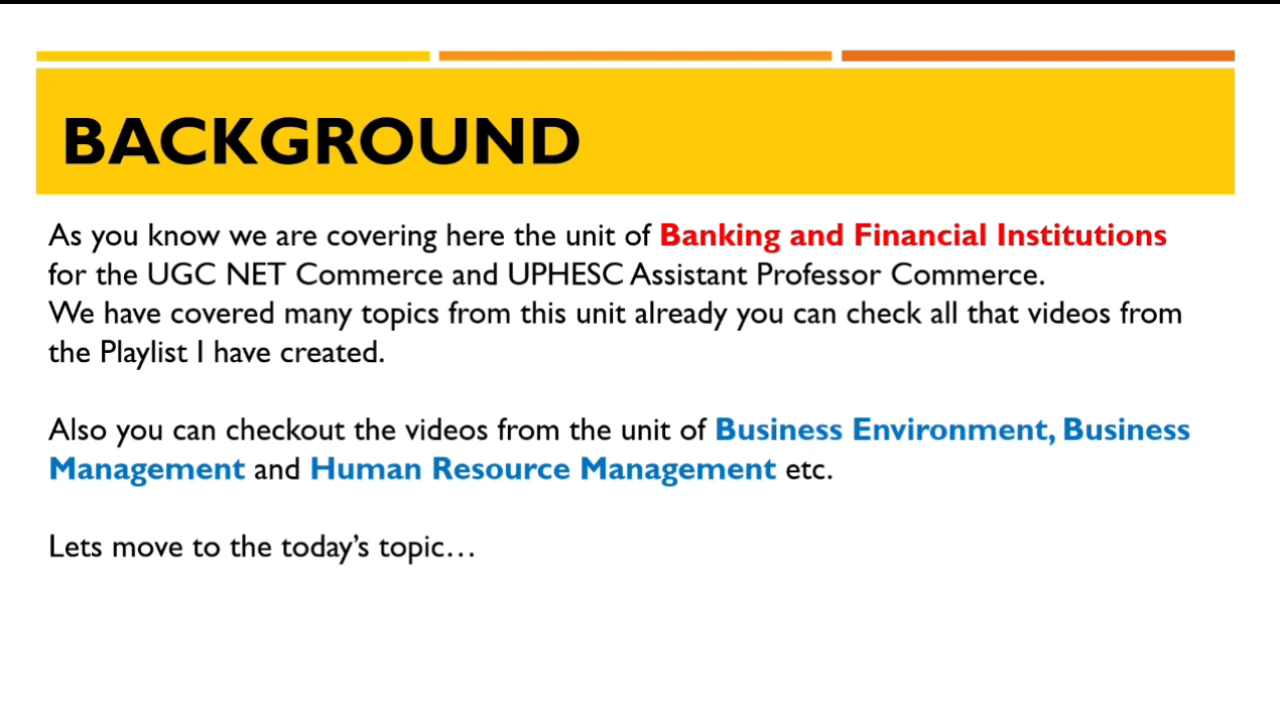 BACKGROUND
As you know we are covering here the unit of Banking and Financial Institutions
for the UGC NET Commerce and UPHESC Assistant Professor Commerce.
We have covered many topics from this unit already you can check all that videos from
the Playlist I have created.
Also you can checkout the videos from the unit of Business Environment, Business
Management and Human Resource Management etc.
Lets move to the today’s topic…